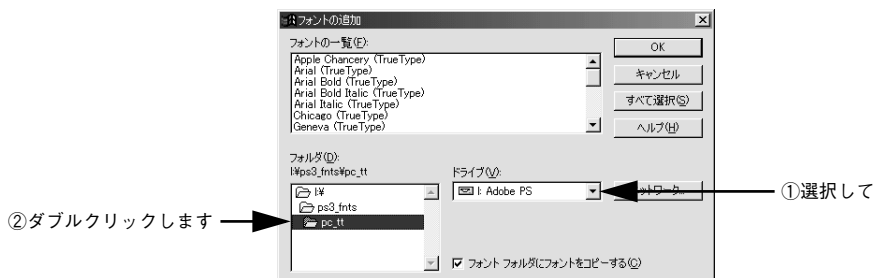 フォントの追加
フォントの一覧(F):
Apple Chancery (TrueType)
Arial (TrueType)
Arial Bold (TrueType)
Arial Bold Italic (TrueType)
Arial Italic (TrueType)
Chicago (TrueType)
Geneva (TrueType)
OK
キャンセル
すべて選択(S)
ヘルプ(H)
フォルダ(D):
I:¥ps3_fnts¥pc_tt
I:¥
ps3_fnts
pc_tt
ドライブ(V):
I: Adobe PS
①選択して
②ダブルクリックします
フォント フォルダにフォントをコピーする(C)